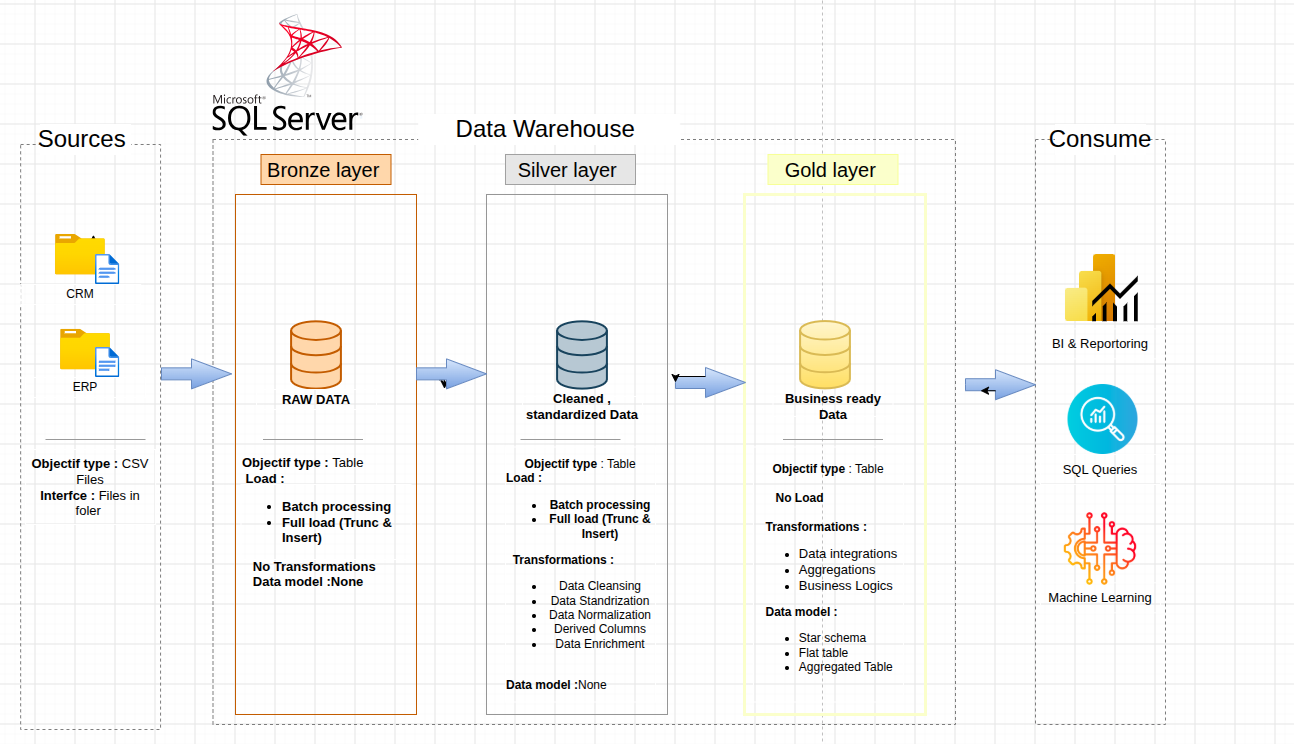 Microsoft®
SQL Server®
Sources
Data Warehouse
Consume
Bronze layer
Silver layer
Gold layer
CRM
ERP
Objectif type : CSV
Files
Interfce : Files in
foler
RAW DATA
Objectif type : Table
Load :
• Batch processing
• Full load (Trunc &
Insert)
No Transformations
Data model :None
Cleaned ,
standardized Data
Objectif type : Table
Load :
• Batch processing
• Full load (Trunc &
Insert)
Transformations :
• Data Cleansing
• Data Standrization
• Data Normalization
• Derived Columns
• Data Enrichment
Data model :None
Business ready
Data
Objectif type : Table
No Load
Transformations :
• Data integrations
• Aggregations
• Business Logics
Data model :
• Star schema
• Flat table
• Aggregated Table
BI & Reportoring
SQL Queries
Machine Learning